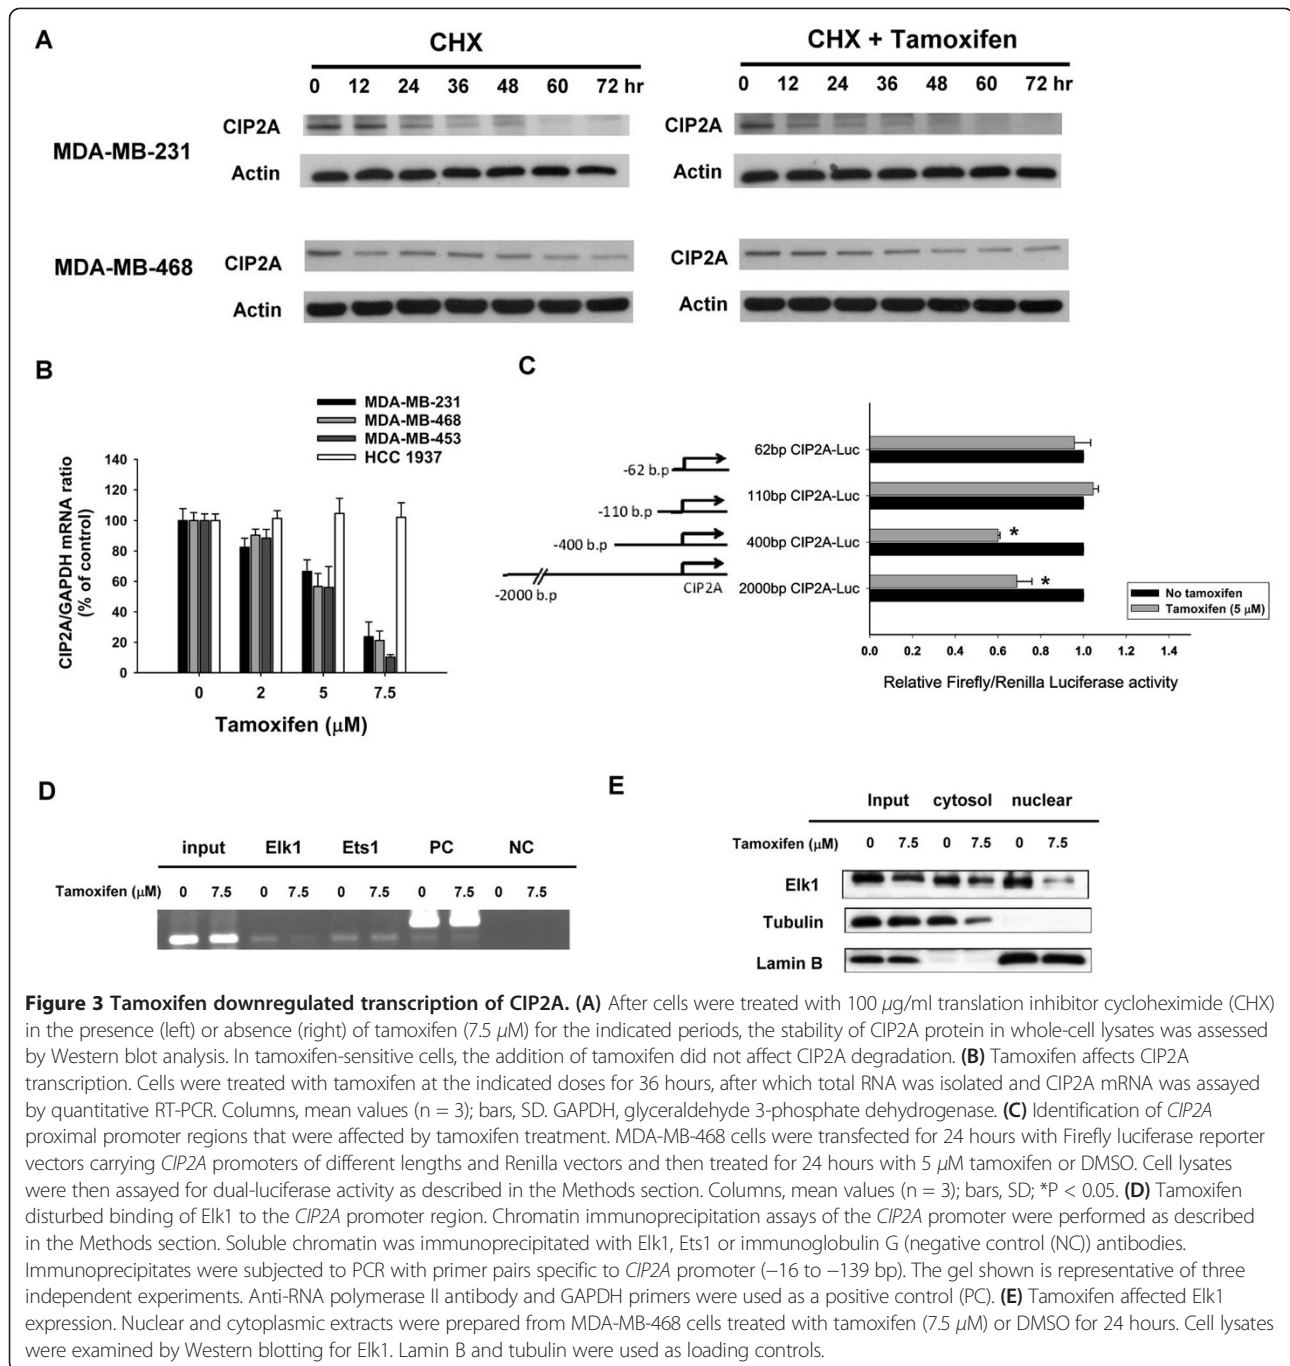 A
CHX
CHX + Tamoxifen
0 12 24 36 48 60 72 hr
0 12 24 36 48 60 72 hr
MDA-MB-231
CIP2A
CIP2A
Actin
Actin
MDA-MB-468
CIP2A
CIP2A
Actin
Actin
B
MDA-MB-231
MDA-MB-468
MDA-MB-453
HCC 1937
CIP2A/GAPDH mRNA ratio
(% of control)
140
120
100
80
60
40
20
0
0 2 5 7.5
Tamoxifen (μM)
C
-62 b.p
-110 b.p
-400 b.p
-2000 b.p
CiP2A
62bp CIP2A-Luc
110bp CIP2A-Luc
400bp CIP2A-Luc
*
2000bp CIP2A-Luc
*
No tamoxifen
Tamoxifen (5 μM)
0.0 0.2 0.4 0.6 0.8 1.0 1.2 1.4
Relative Firefly/Renilla Luciferase activity
D
input Elk1 Ets1 PC NC
Tamoxifen (μM) 0 7.5 0 7.5 0 7.5 0 7.5 0 7.5
E
Input cytosol nuclear
Tamoxifen (μM) 0 7.5 0 7.5 0 7.5
Elk1
Tubulin
Lamin B
Figure 3 Tamoxifen downregulated transcription of CIP2A. (A) After cells were treated with 100 μg/ml translation inhibitor cycloheximide (CHX)
in the presence (left) or absence (right) of tamoxifen (7.5 μM) for the indicated periods, the stability of CIP2A protein in whole-cell lysates was assessed
by Western blot analysis. In tamoxifen-sensitive cells, the addition of tamoxifen did not affect CIP2A degradation. (B) Tamoxifen affects CIP2A
transcription. Cells were treated with tamoxifen at the indicated doses for 36 hours, after which total RNA was isolated and CIP2A mRNA was assayed
by quantitative RT-PCR. Columns, mean values (n = 3); bars, SD. GAPDH, glyceraldehyde 3-phosphate dehydrogenase. (C) Identification of CIP2A
proximal promoter regions that were affected by tamoxifen treatment. MDA-MB-468 cells were transfected for 24 hours with Firefly luciferase reporter
vectors carrying CIP2A promoters of different lengths and Renilla vectors and then treated for 24 hours with 5 μM tamoxifen or DMSO. Cell lysates
were then assayed for dual-luciferase activity as described in the Methods section. Columns, mean values (n = 3); bars, SD; *P < 0.05. (D) Tamoxifen
disturbed binding of Elk1 to the CIP2A promoter region. Chromatin immunoprecipitation assays of the CIP2A promoter were performed as described
in the Methods section. Soluble chromatin was immunoprecipitated with Elk1, Ets1 or immunoglobulin G (negative control (NC)) antibodies.
Immunoprecipitates were subjected to PCR with primer pairs specific to CIP2A promoter (−16 to −139 bp). The gel shown is representative of three
independent experiments. Anti-RNA polymerase II antibody and GAPDH primers were used as a positive control (PC). (E) Tamoxifen affected Elk1
expression. Nuclear and cytoplasmic extracts were prepared from MDA-MB-468 cells treated with tamoxifen (7.5 μM) or DMSO for 24 hours. Cell lysates
were examined by Western blotting for Elk1. Lamin B and tubulin were used as loading controls.